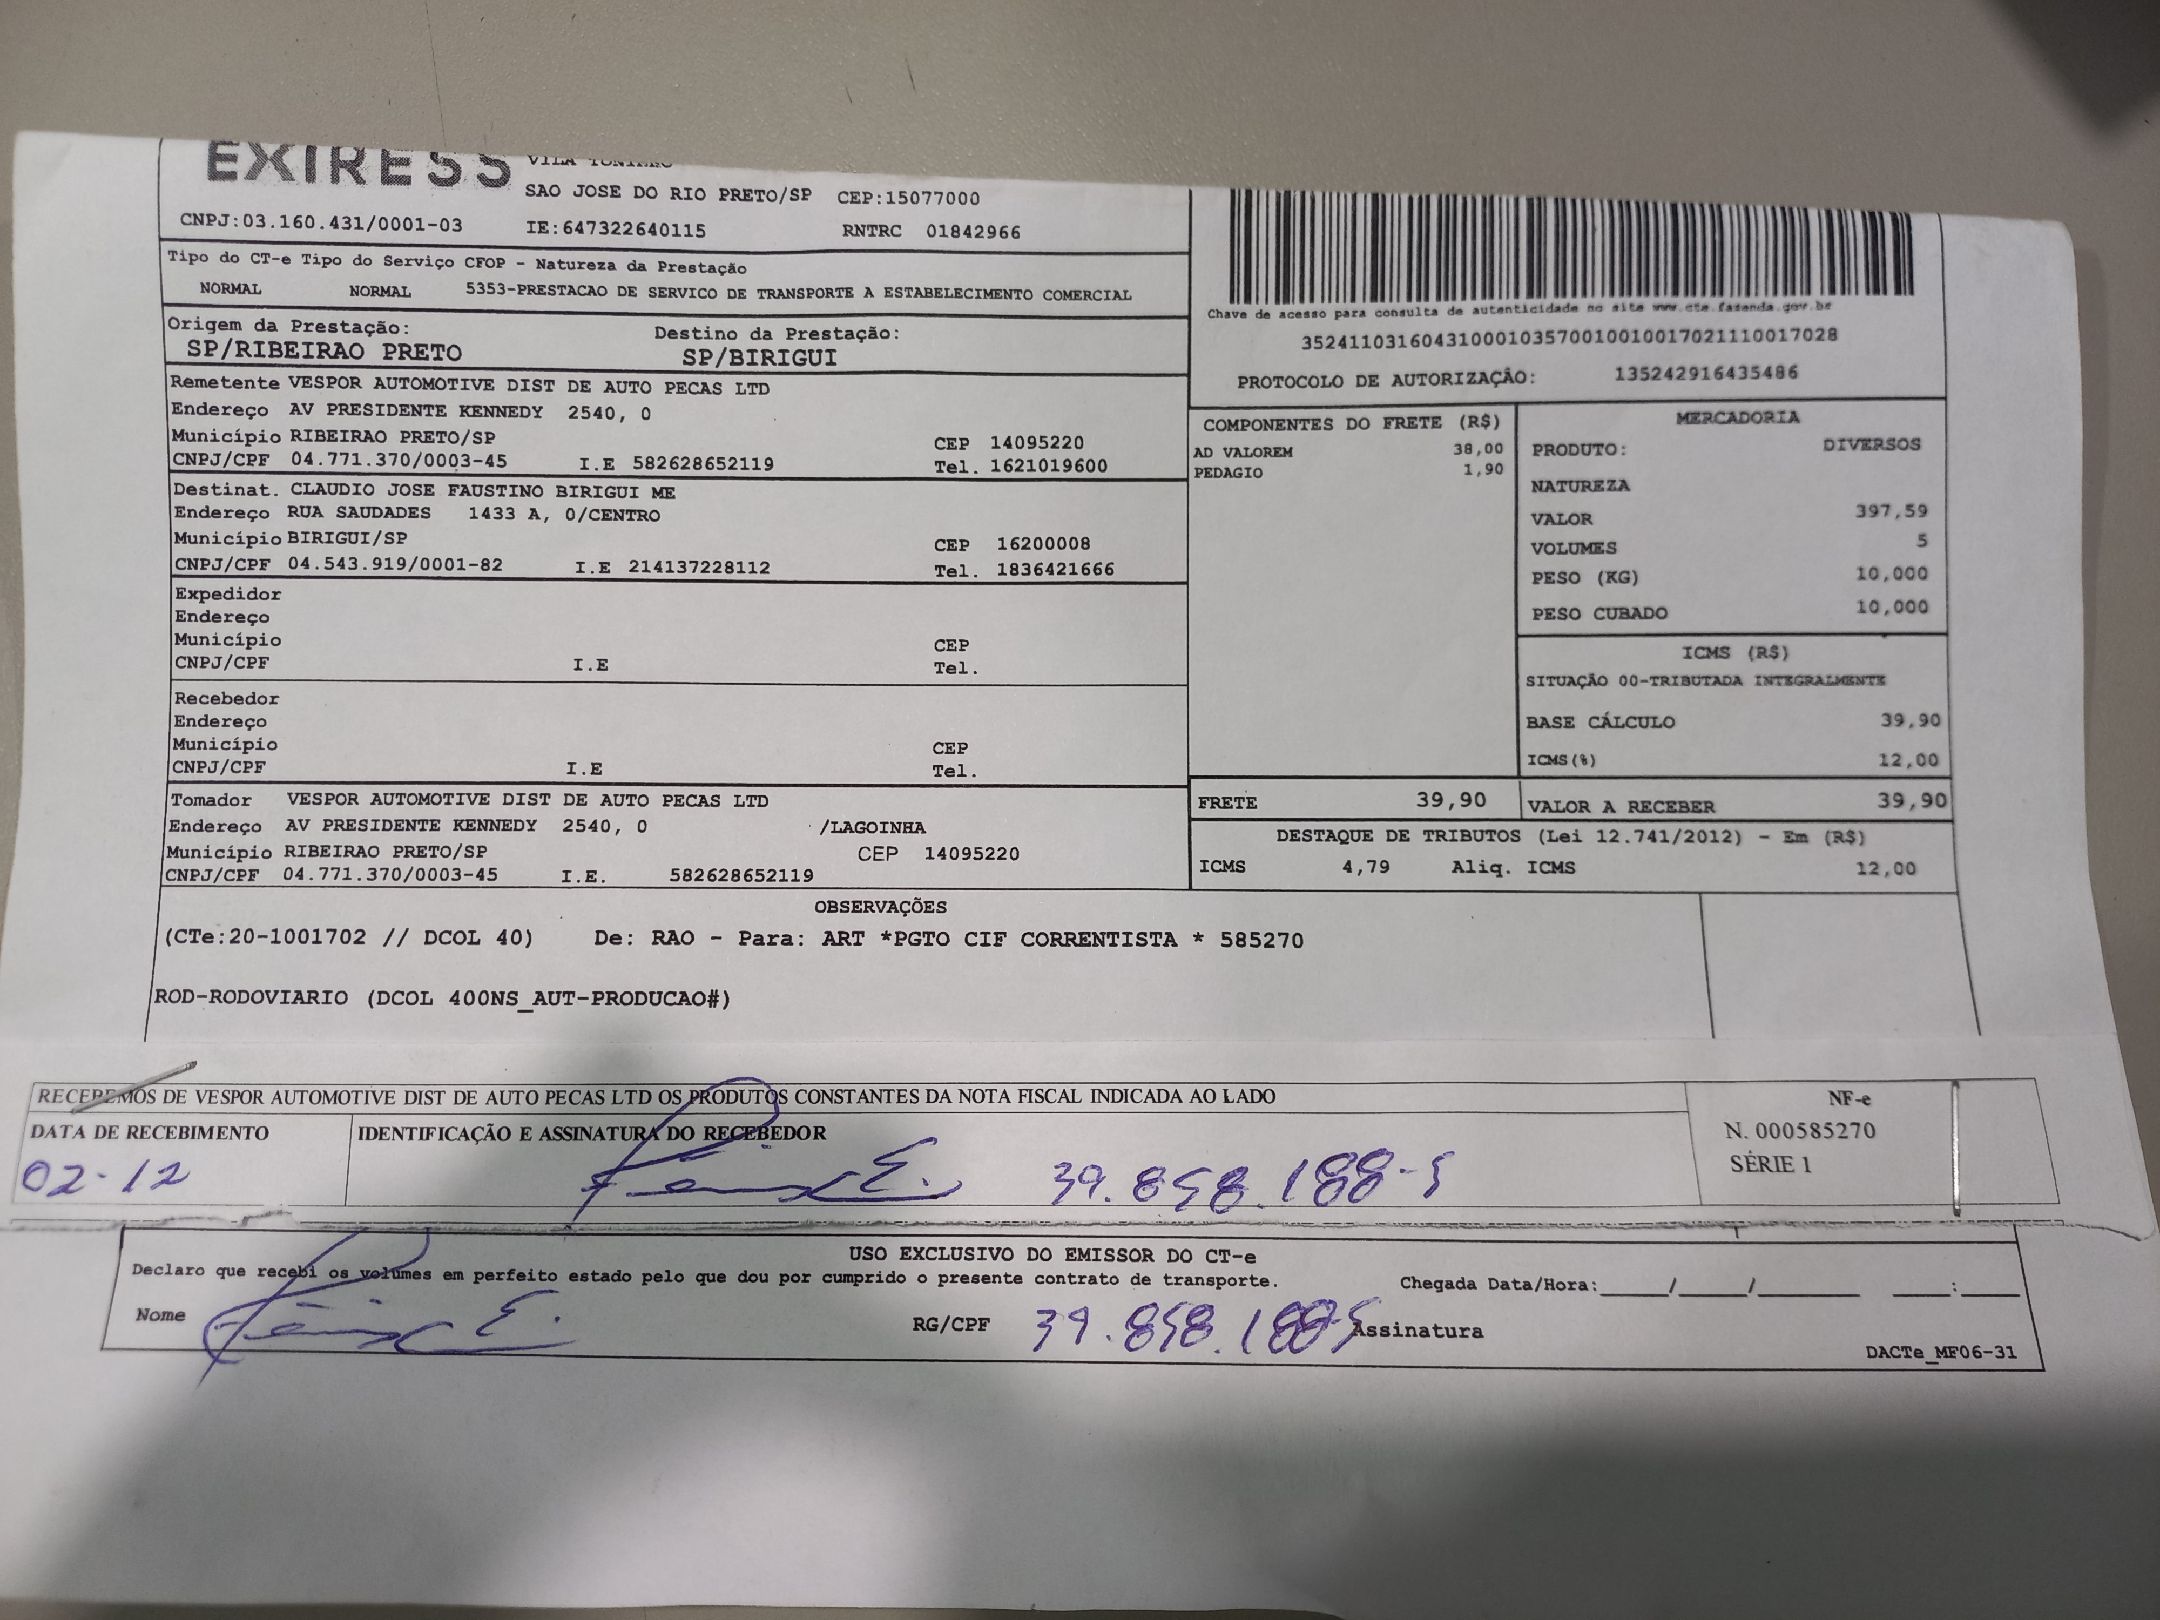 EXPRESS
SAO JOSE DO RIO PRETO/SP CEP:15077000
CNPJ:03.160.431/0001-03 IE:647322640115 RNTRC 01842966
Tipo do CT-e Tipo do Serviço CFOP - Natureza da Prestação
NORMAL NORMAL 5353-PRESTACAO DE SERVICO DE TRANSPORTE A ESTABELECIMENTO COMERCIAL
Origem da Prestação: Destino da Prestação:
SP/RIBEIRAO PRETO SP/BIRIGUI
Remetente VESPOR AUTOMOTIVE DIST DE AUTO PECAS LTD
Endereço AV PRESIDENTE KENNEDY 2540, 0
Município RIBEIRAO PRETO/SP CEP 14095220
CNPJ/CPF 04.771.370/0003-45 I.E 582628652119 Tel. 1621019600
Destinat. CLAUDIO JOSE FAUSTINO BIRIGUI ME
Endereço RUA SAUDADES 1433 A, 0/CENTRO
Município BIRIGUI/SP CEP 16200008
CNPJ/CPF 04.543.919/0001-82 I.E 214137228112 Tel. 1836421666
Expedidor
Endereço
Município CEP
CNPJ/CPF I.E Tel.
Recebedor
Endereço
Município CEP
CNPJ/CPF I.E Tel.
Tomador VESPOR AUTOMOTIVE DIST DE AUTO PECAS LTD
Endereço AV PRESIDENTE KENNEDY 2540, 0 /LAGOINHA
Município RIBEIRAO PRETO/SP CEP 14095220
CNPJ/CPF 04.771.370/0003-45 I.E. 582628652119
Chave de acesso para consulta de autenticidade no site www.cte.fazenda.gov.br
35241103160431000103570010010017021110017028
PROTOCOLO DE AUTORIZAÇÃO: 135242916435486
COMPONENTES DO FRETE (R$)
AD VALOREM 38,00
PEDAGIO 1,90
MERCADORIA
PRODUTO: DIVERSOS
NATUREZA
VALOR 397,59
VOLUMES 5
PESO (KG) 10,000
PESO CUBADO 10,000
ICMS (R$)
SITUAÇÃO 00-TRIBUTADA INTEGRALMENTE
BASE CÁLCULO 39,90
ICMS(%) 12,00
FRETE 39,90 VALOR A RECEBER 39,90
DESTAQUE DE TRIBUTOS (Lei 12.741/2012) - Em (R$)
ICMS 4,79 Aliq. ICMS 12,00
OBSERVAÇÕES
(CTe:20-1001702 // DCOL 40) De: RAO - Para: ART *PGTO CIF CORRENTISTA * 585270
ROD-RODOVIARIO (DCOL 400NS_AUT-PRODUCAO#)
RECEBEMOS DE VESPOR AUTOMOTIVE DIST DE AUTO PECAS LTD OS PRODUTOS CONSTANTES DA NOTA FISCAL INDICADA AO LADO
DATA DE RECEBIMENTO IDENTIFICAÇÃO E ASSINATURA DO RECEBEDOR
02-12 39.858.188-5
NF-e
N. 000585270
SÉRIE 1
USO EXCLUSIVO DO EMISSOR DO CT-e
Declaro que recebi os volumes em perfeito estado pelo que dou por cumprido o presente contrato de transporte. Chegada Data/Hora:____/____/______ ____:____
Nome RG/CPF 39.858.188-5 Assinatura
DACTe_MF06-31